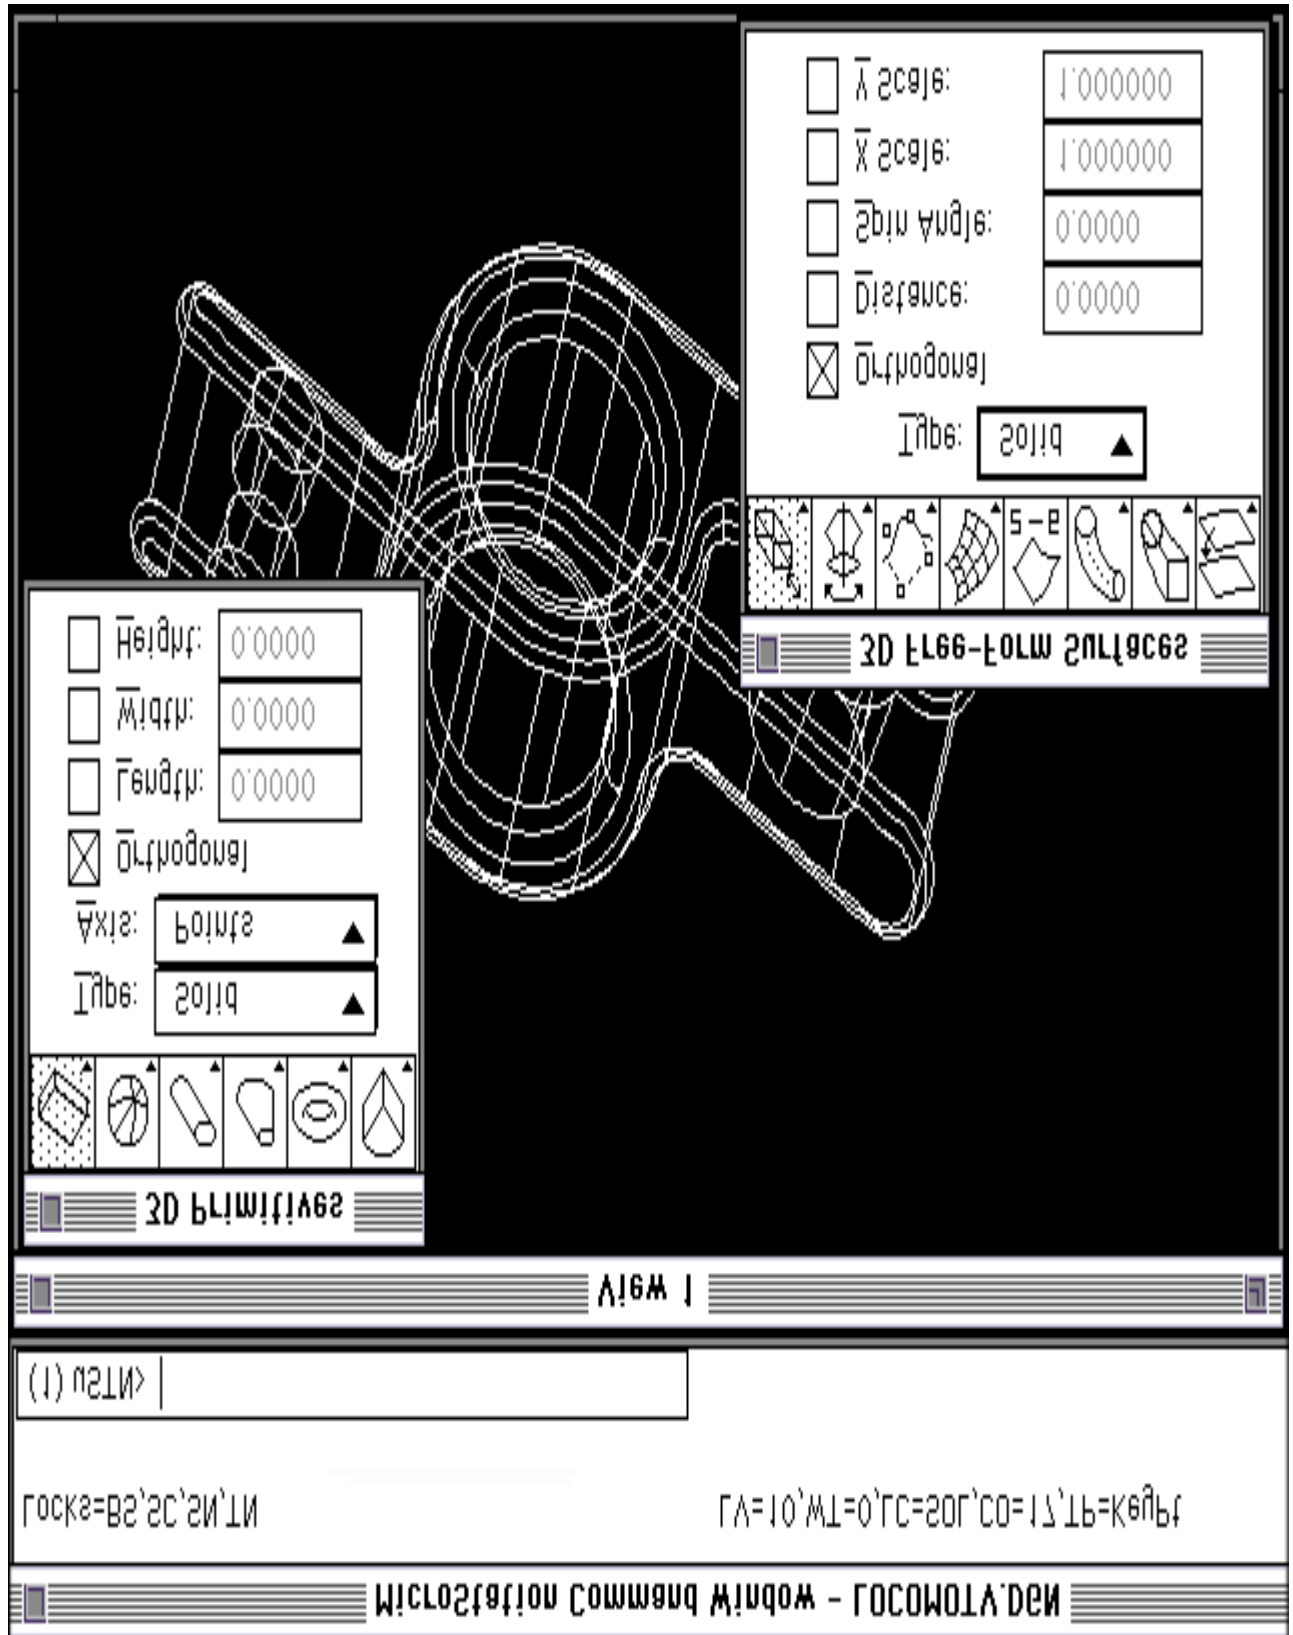 MicroStation Command Window - LOCOMOTV.DGN
Locks=BS,SC,SN,TN
LV=10,WT=0,LC=SOL,CO=17,TP=KeyPt
(1) uSTN>
View 1
3D Primitives
Type: Solid
Axis: Points
Orthogonal
Length: 0.0000
Width: 0.0000
Height: 0.0000
3D Free-Form Surfaces
2-6
Type: Solid
Orthogonal
Distance: 0.0000
Spin Angle: 0.0000
X Scale: 1.000000
Y Scale: 1.000000